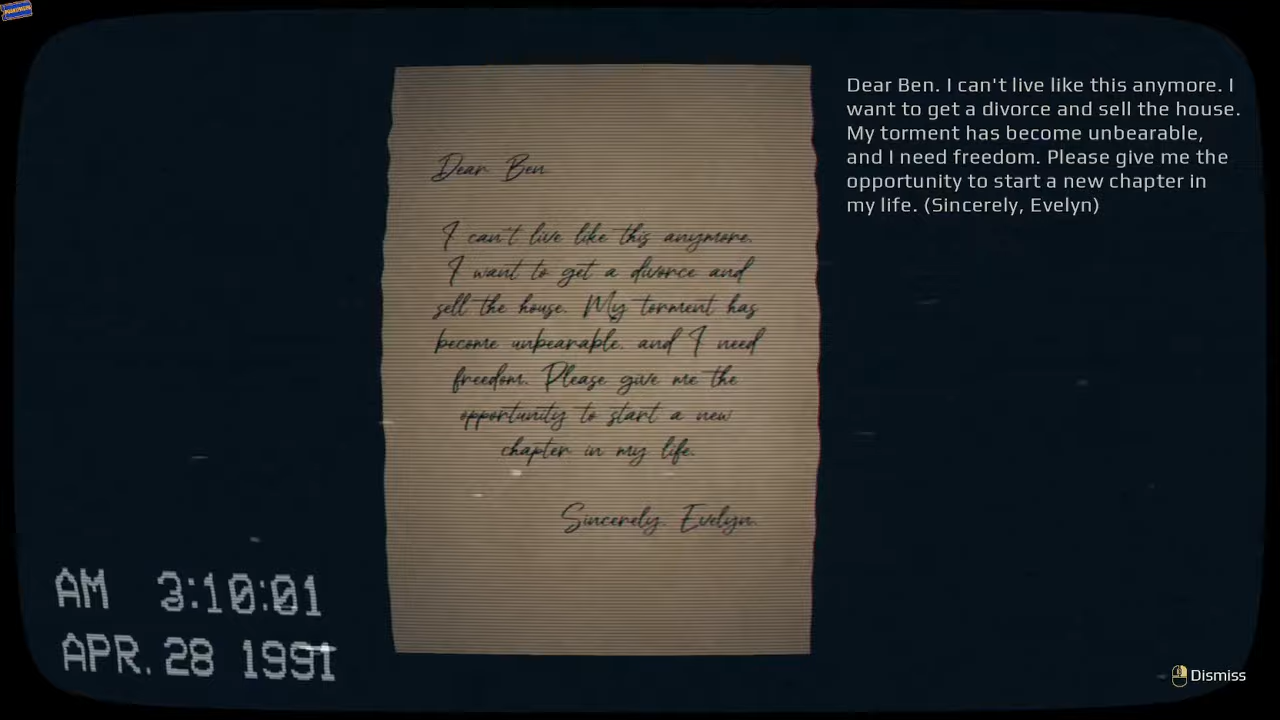 Dear Ben
I can't live like this anymore.
I want to get a divorce and
sell the house. My torment has
become unbearable, and I need
freedom. Please give me the
opportunity to start a new
chapter in my life.
Sincerely, Evelyn.
Dear Ben. I can't live like this anymore. I
want to get a divorce and sell the house.
My torment has become unbearable,
and I need freedom. Please give me the
opportunity to start a new chapter in
my life. (Sincerely, Evelyn)
AM 3:10:01
APR. 28 1991
Dismiss